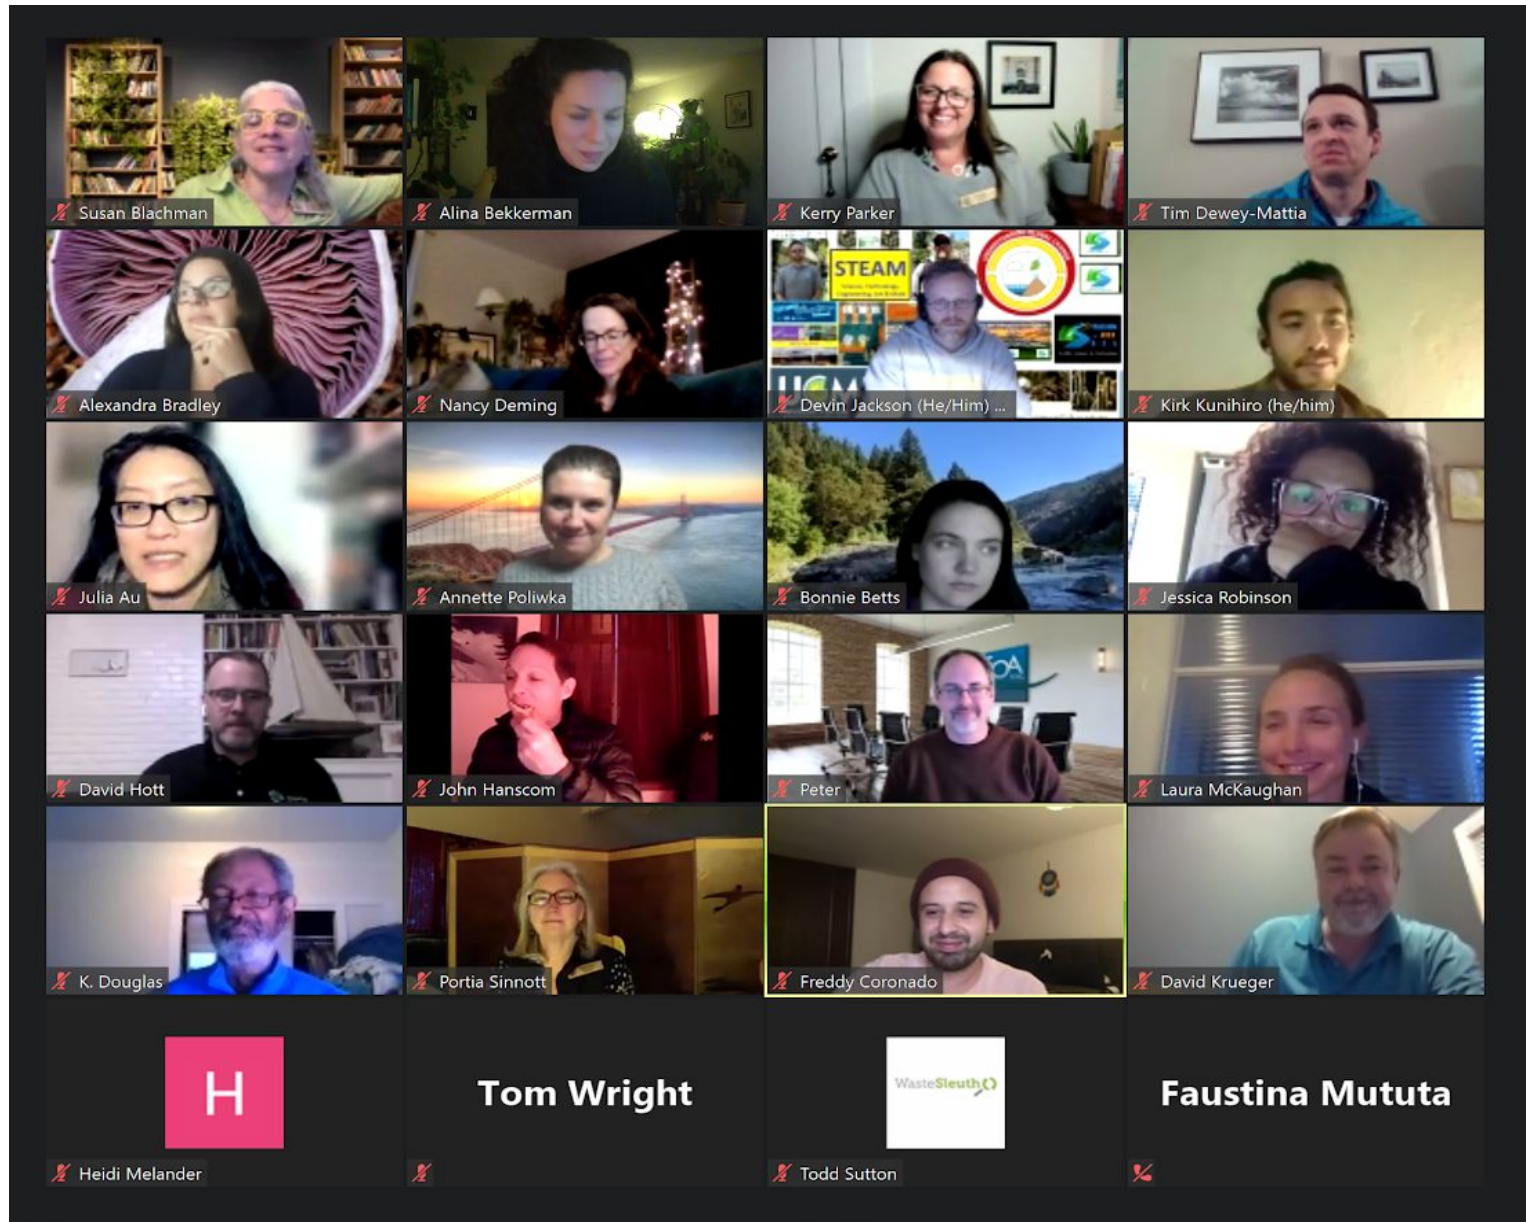 Susan Blachman
Alina Bekkerman
Kerry Parker
Tim Dewey-Mattia
Alexandra Bradley
Nancy Deming
STEAM
Devin Jackson (He/Him) ...
Kirk Kunihiro (he/him)
Julia Au
Annette Poliwka
Bonnie Betts
Jessica Robinson
David Hott
John Hanscom
Peter
Laura McKaughan
K. Douglas
Portia Sinnott
Freddy Coronado
David Krueger
H
Heidi Melander
Tom Wright
WasteSleuth
Todd Sutton
Faustina Mututa